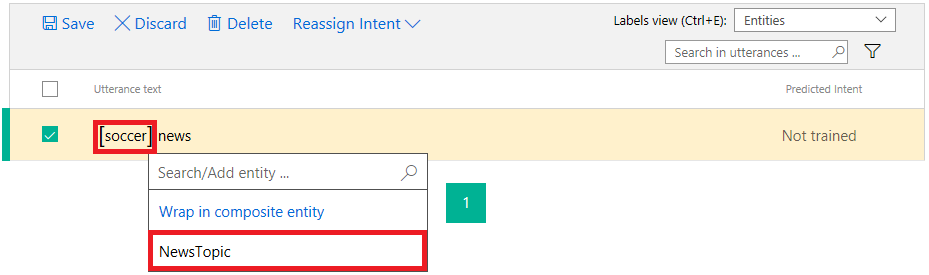 Save Discard Delete Reassign Intent Labels view (Ctrl+E): Entities
Search in utterances ...
Utterance text Predicted Intent
[soccer] news Not trained
Search/Add entity ...
Wrap in composite entity
1
NewsTopic